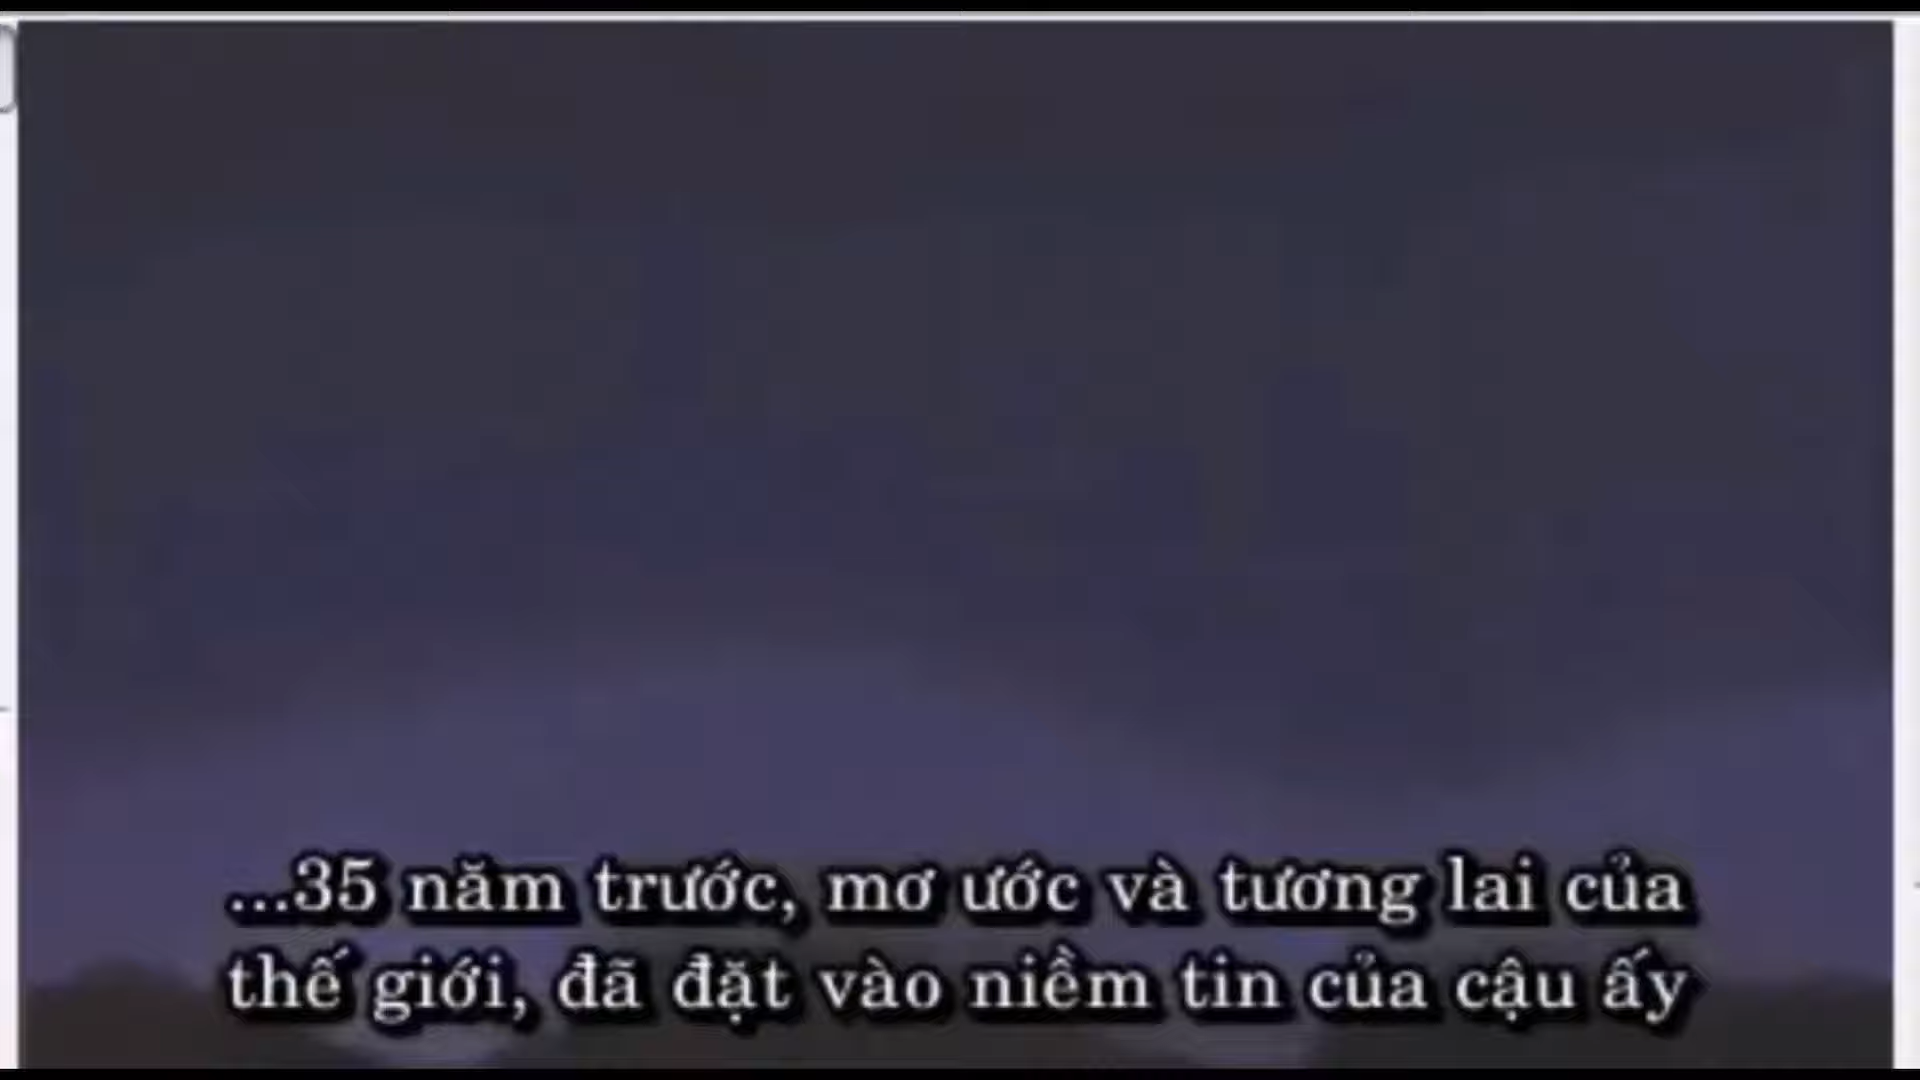 ...35 năm trước, mơ ước và tương lai của
thế giới, đã đặt vào niềm tin của cậu ấy